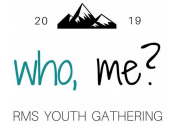 20 19
who, me?
RMS YOUTH GATHERING